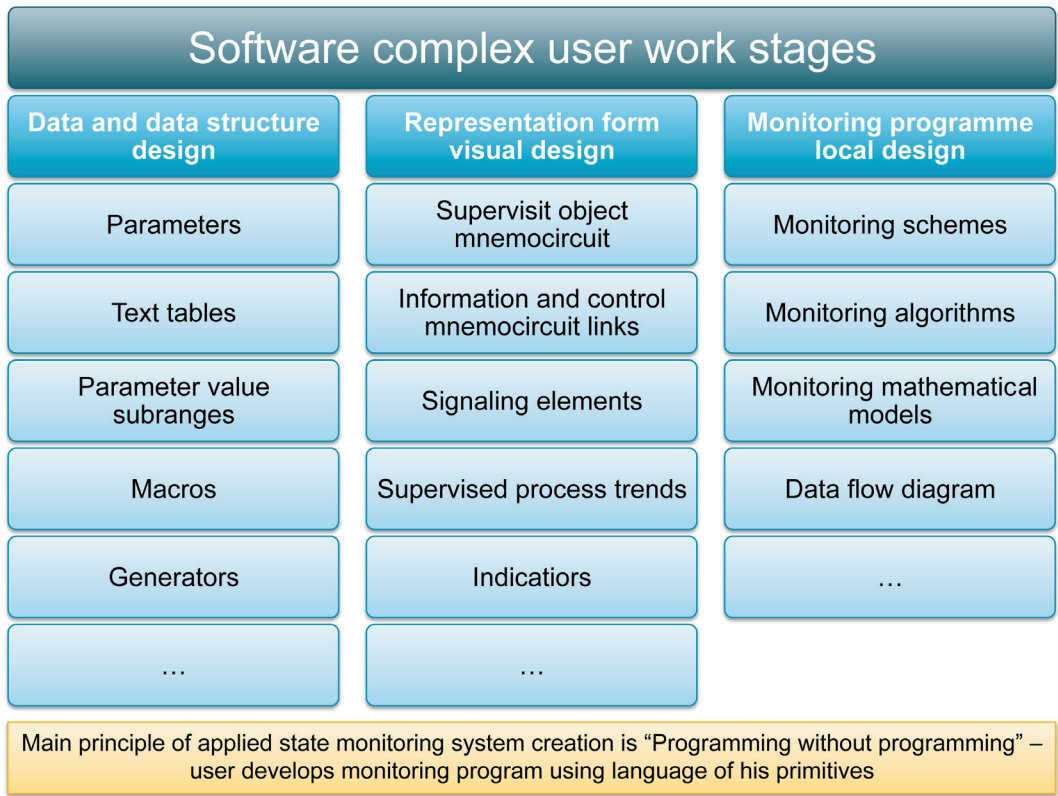 Software complex user work stages
Data and data structure
design
Parameters
Text tables
Parameter value
subranges
Macros
Generators
…
Representation form
visual design
Supervisit object
mnemocircuit
Information and control
mnemocircuit links
Signaling elements
Supervised process trends
Indicatiors
…
Monitoring programme
local design
Monitoring schemes
Monitoring algorithms
Monitoring mathematical
models
Data flow diagram
…
Main principle of applied state monitoring system creation is “Programming without programming” –
user develops monitoring program using language of his primitives